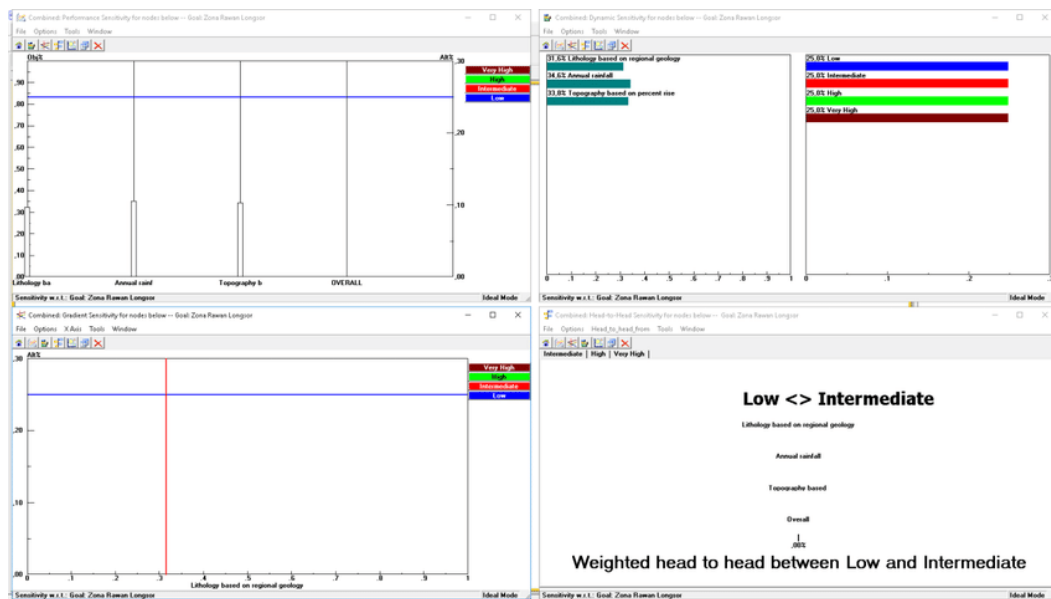 Combined: Performance Sensitivity for nodes below -- Goal: Zona Rawan Longsor
File Options Tools Window
Obj% Alt%
,90
,80
,70
,60
,50
,40
,30
,20
,10
,00
,30
,20
,10
,00
Very High
High
Intermediate
Low
Lithology ba Annual rainf Topography b OVERALL
Sensitivity w.r.t.: Goal: Zona Rawan Longsor Ideal Mode
Combined: Dynamic Sensitivity for nodes below -- Goal: Zona Rawan Longsor
File Options Tools Window
31,6% Lithology based on regional geology
34,6% Annual rainfall
33,8% Topography based on percent rise
0 .1 .2 .3 .4 .5 .6 .7 .8 .9 1
25,0% Low
25,0% Intermediate
25,0% High
25,0% Very High
0 .1 .2
Sensitivity w.r.t.: Goal: Zona Rawan Longsor Ideal Mode
Combined: Gradient Sensitivity for nodes below -- Goal: Zona Rawan Longsor
File Options X Axis Tools Window
Alt%
,30
,20
,10
,00
Very High
High
Intermediate
Low
0 .1 .2 .3 .4 .5 .6 .7 .8 .9 1
Lithology based on regional geology
Sensitivity w.r.t.: Goal: Zona Rawan Longsor Ideal Mode
Combined: Head-to-Head Sensitivity for nodes below -- Goal: Zona Rawan Longsor
File Options Head_to_head_from Tools Window
Intermediate | High | Very High |
Low <> Intermediate
Lithology based on regional geology
Annual rainfall
Topography based
Overall
,00%
Weighted head to head between Low and Intermediate
Sensitivity w.r.t.: Goal: Zona Rawan Longsor Ideal Mode